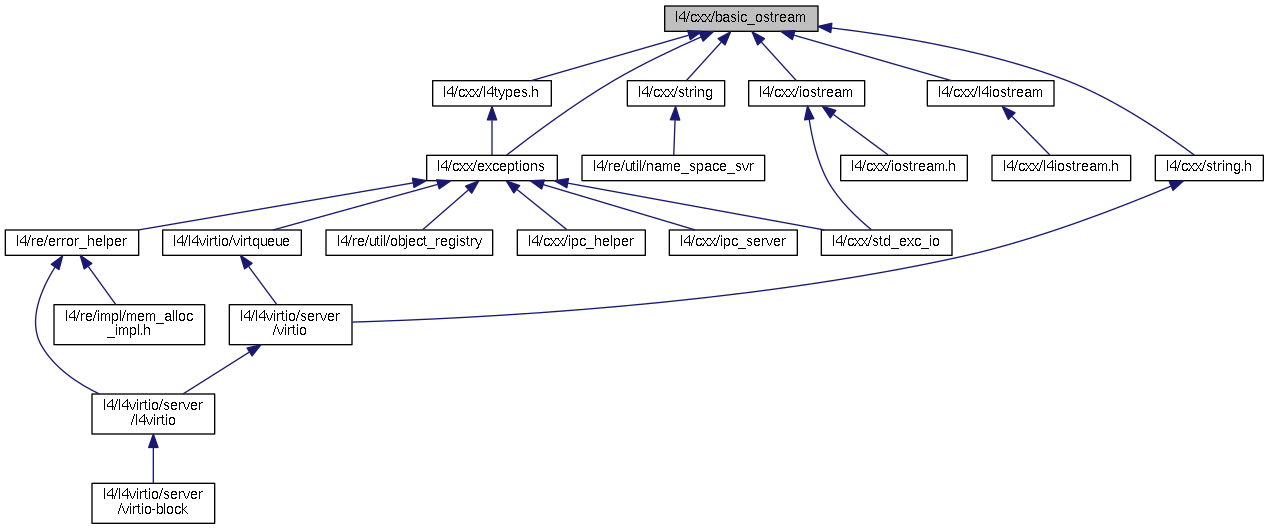 l4/cxx/basic_ostream
l4/cxx/l4types.h
l4/cxx/string
l4/cxx/iostream
l4/cxx/l4iostream
l4/cxx/exceptions
l4/re/util/name_space_svr
l4/cxx/iostream.h
l4/cxx/l4iostream.h
l4/cxx/string.h
l4/re/error_helper
l4/l4virtio/virtqueue
l4/re/util/object_registry
l4/cxx/ipc_helper
l4/cxx/ipc_server
l4/cxx/std_exc_io
l4/re/impl/mem_alloc
_impl.h
l4/l4virtio/server
/virtio
l4/l4virtio/server
/l4virtio
l4/l4virtio/server
/virtio-block